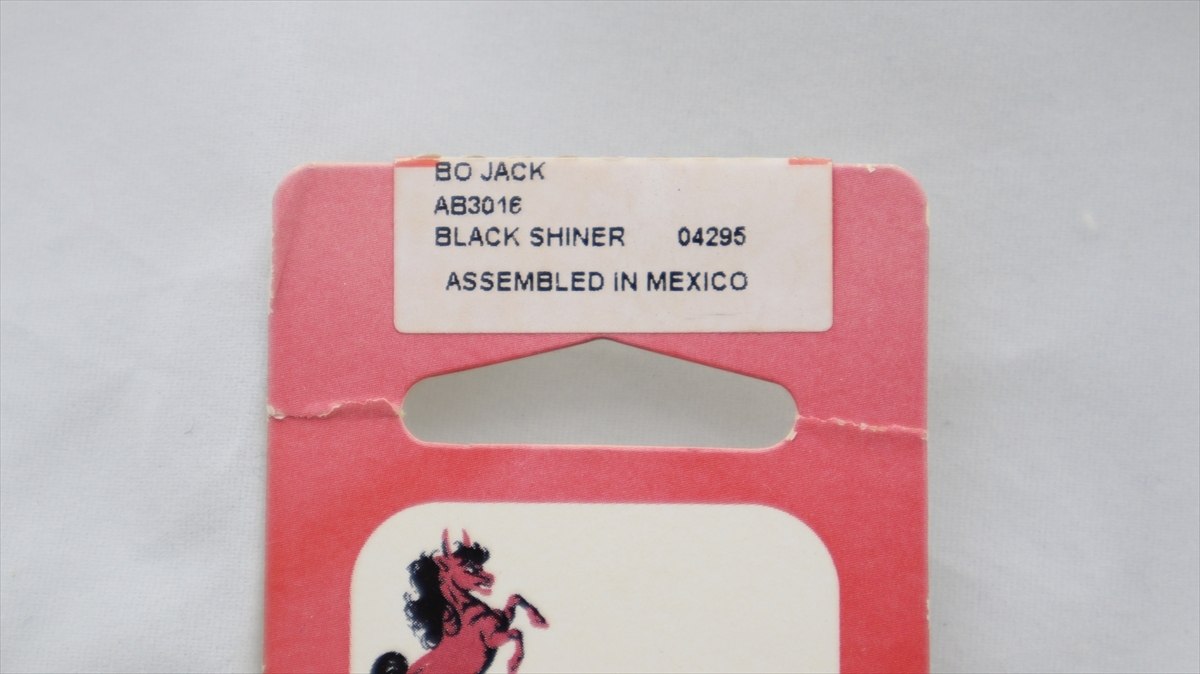 BO JACK
AB3016
BLACK SHINER 04295
ASSEMBLED IN MEXICO